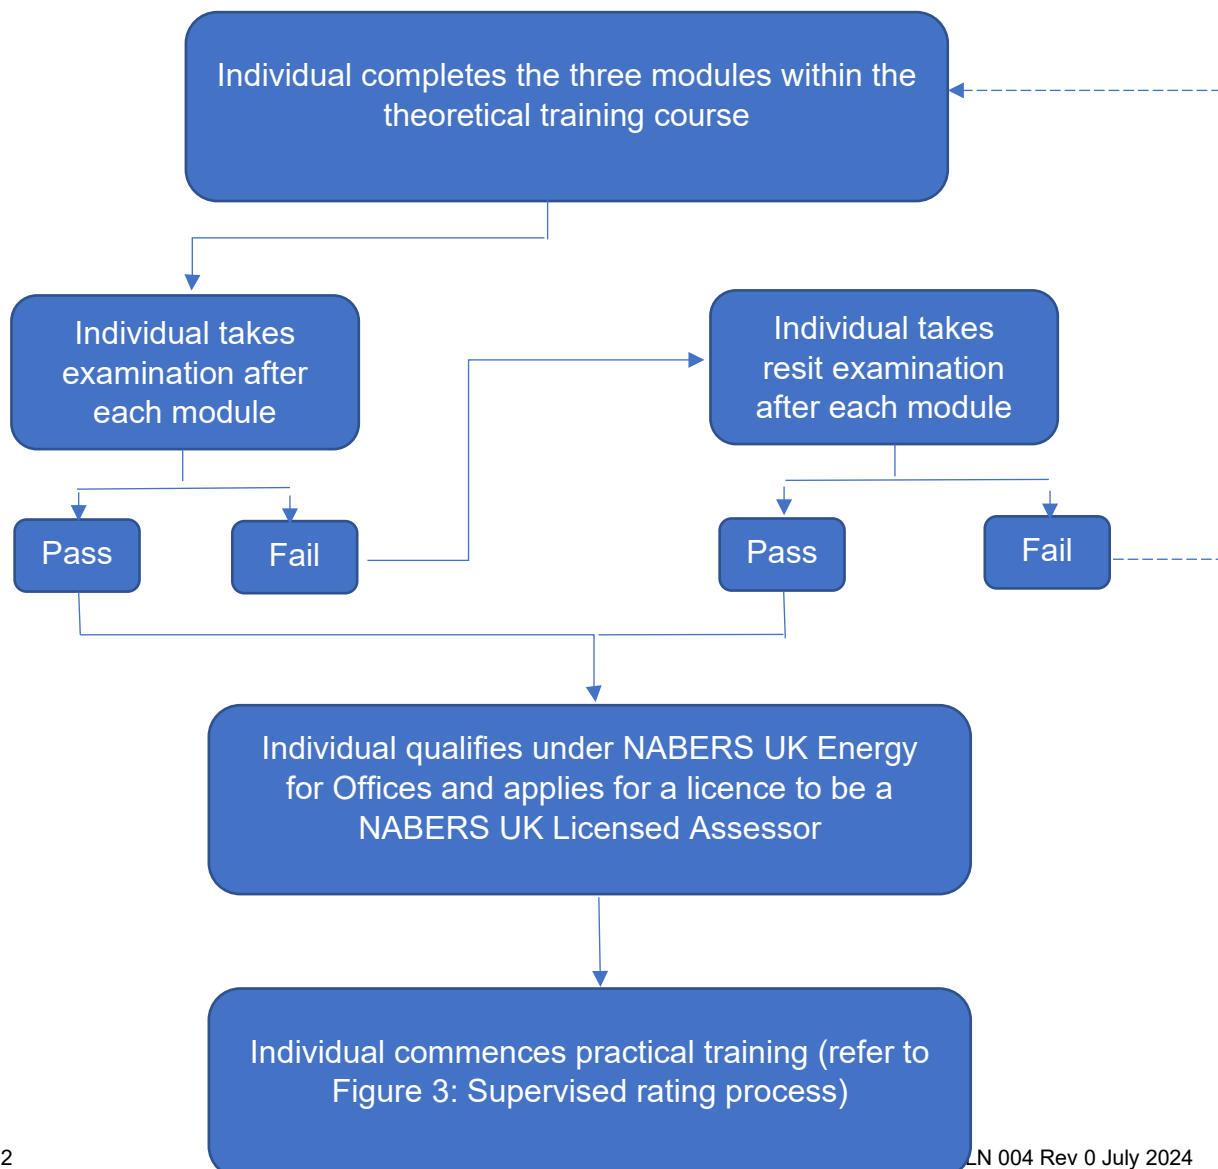 Individual completes the three modules within the
theoretical training course
Individual takes
examination after
each module
Individual takes
resit examination
after each module
Pass
Fail
Pass
Fail
Individual qualifies under NABERS UK Energy
for Offices and applies for a licence to be a
NABERS UK Licensed Assessor
Individual commences practical training (refer to
Figure 3: Supervised rating process)
2
LN 004 Rev 0 July 2024